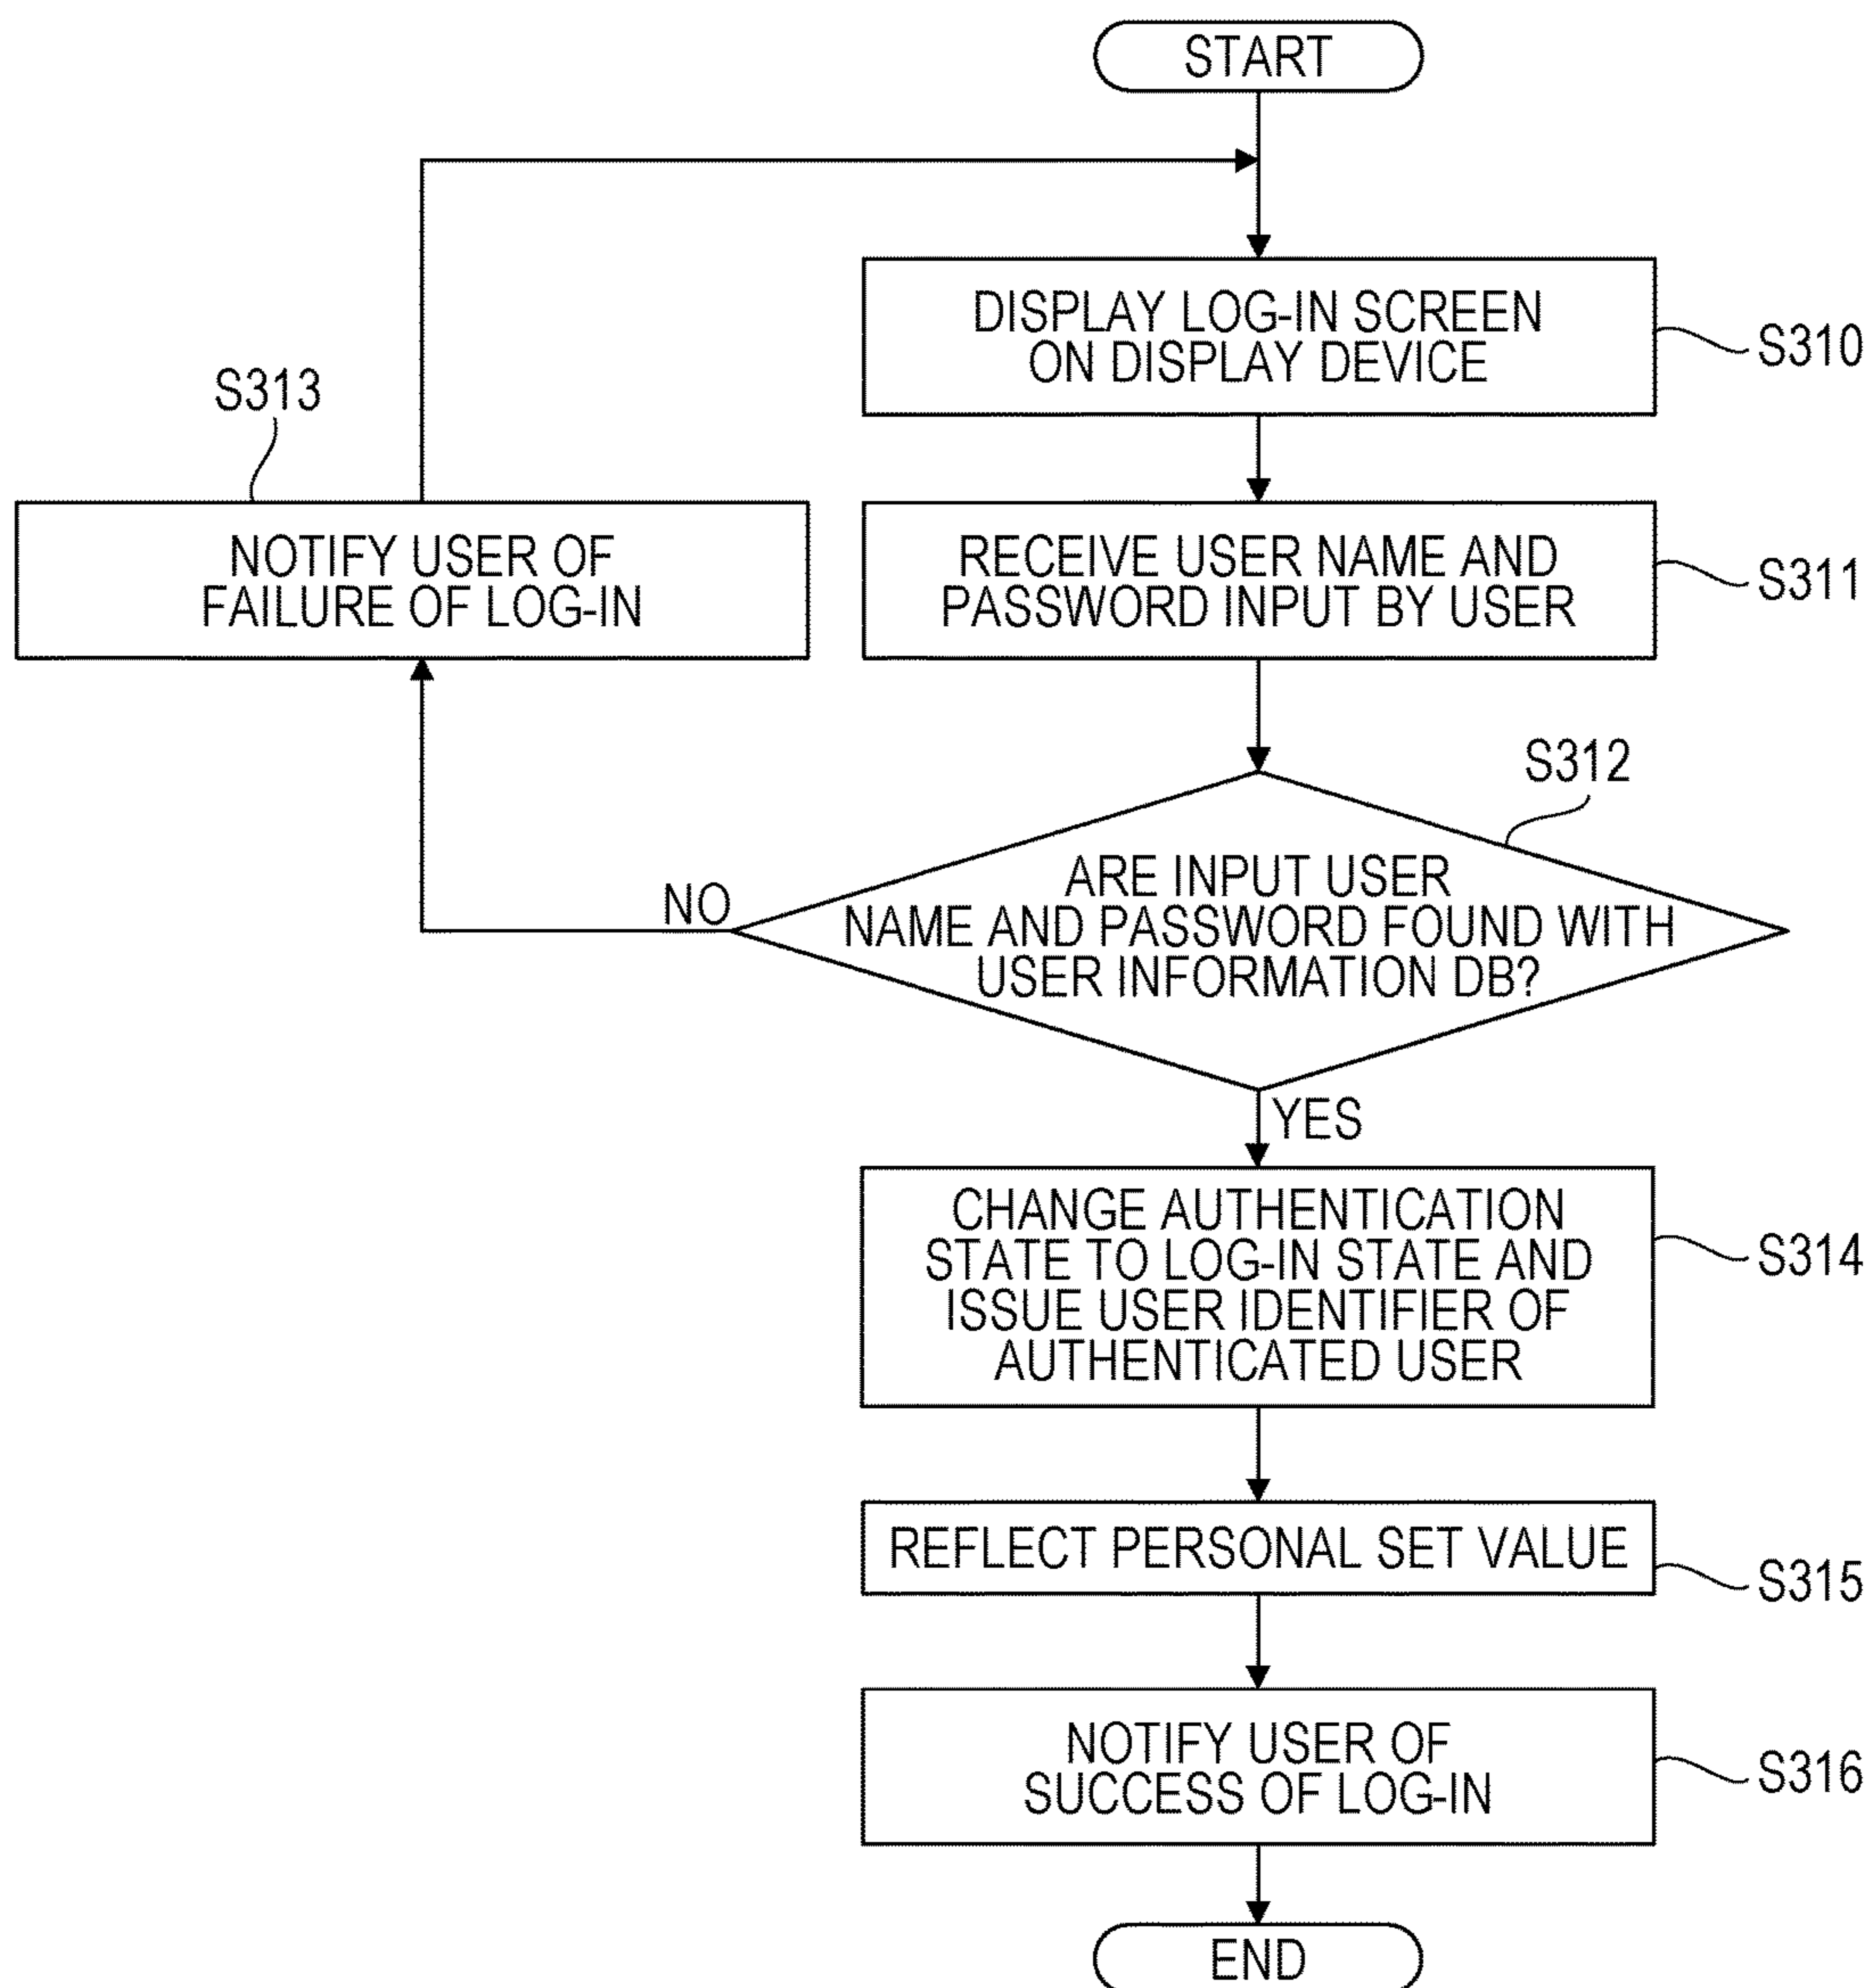 START
DISPLAY LOG-IN SCREEN
ON DISPLAY DEVICE
S310
S313
NOTIFY USER OF
FAILURE OF LOG-IN
RECEIVE USER NAME AND
PASSWORD INPUT BY USER
S311
S312
ARE INPUT USER
NAME AND PASSWORD FOUND WITH
USER INFORMATION DB?
NO
YES
CHANGE AUTHENTICATION
STATE TO LOG-IN STATE AND
ISSUE USER IDENTIFIER OF
AUTHENTICATED USER
S314
REFLECT PERSONAL SET VALUE
S315
NOTIFY USER OF
SUCCESS OF LOG-IN
S316
END